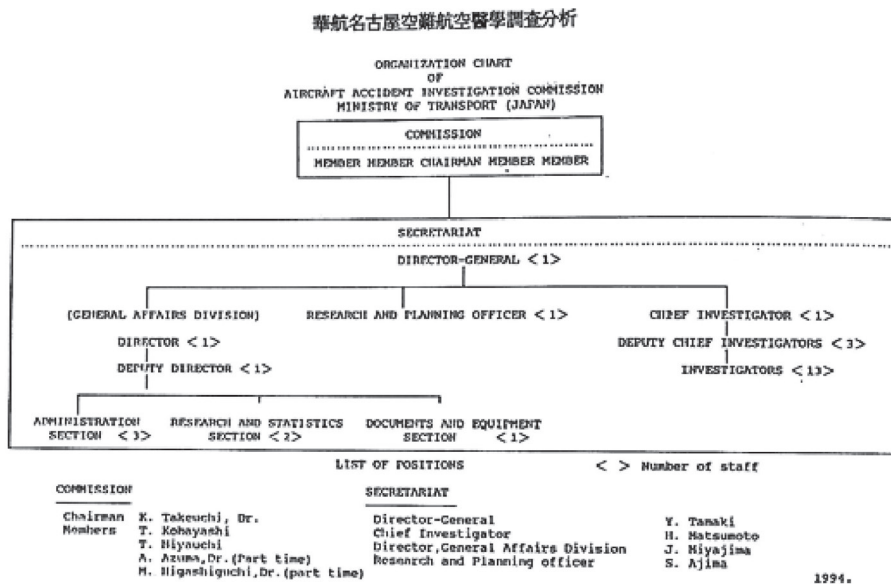 華航名古屋空難航空醫學調查分析
ORGANIZATION CHART
OF
AIRCRAFT ACCIDENT INVESTIGATION COMMISSION
MINISTRY OF TRANSPORT (JAPAN)
COMMISSION
MEMBER MEMBER CHAIRMAN MEMBER MEMBER
SECRETARIAT
DIRECTOR-GENERAL <1>
(GENERAL AFFAIRS DIVISION) RESEARCH AND PLANNING OFFICER <1> CHIEF INVESTIGATOR <1>
DIRECTOR <1> DEPUTY CHIEF INVESTIGATORS <3>
DEPUTY DIRECTOR <1> INVESTIGATORS <13>
ADMINISTRATION RESEARCH AND STATISTICS DOCUMENTS AND EQUIPMENT
SECTION <3> SECTION <2> SECTION <1>
LIST OF POSITIONS < > Number of staff
COMMISSION SECRETARIAT
Chairman K. Takeuchi, Dr. Director-General Y. Tamaki
Members T. Kobayashi Chief Investigator H. Matsumoto
T. Miyauchi Director,General Affairs Division J. Miyajima
A. Azuma,Dr.(Part time) Research and Planning officer S. Ajima
M. Higashiguchi,Dr.(part time)
1994.